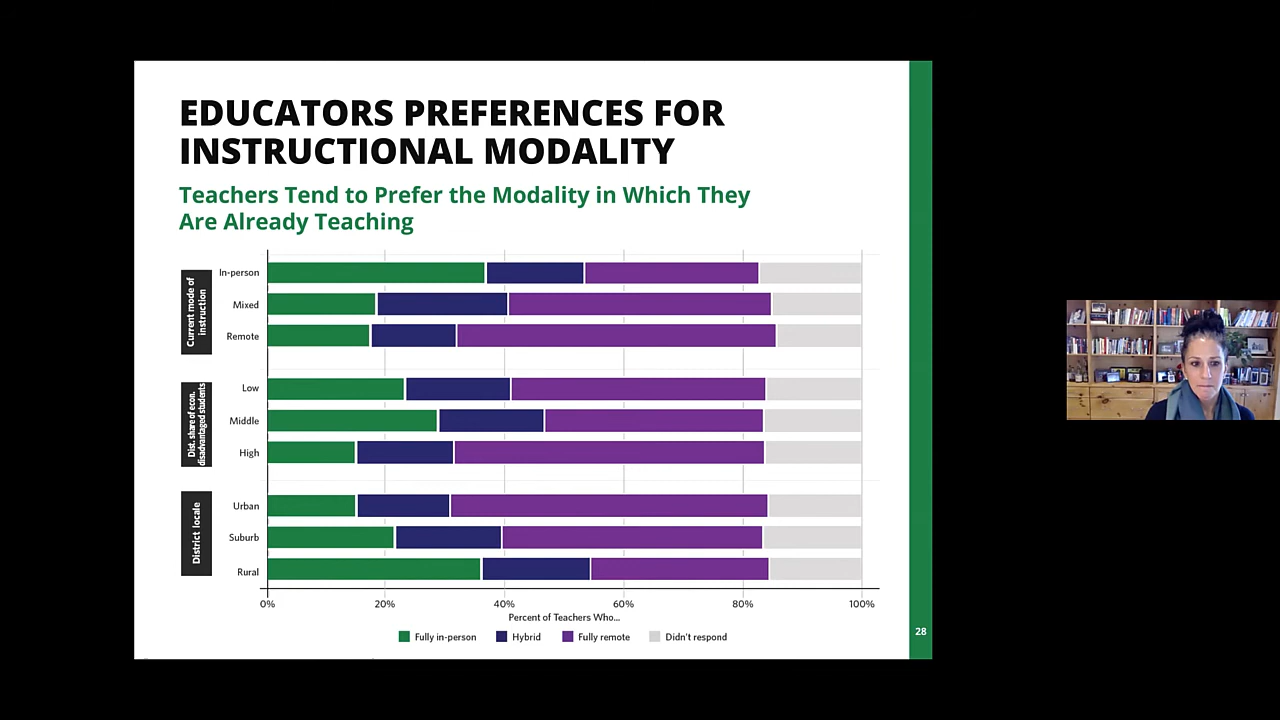 EDUCATORS PREFERENCES FOR
INSTRUCTIONAL MODALITY
Teachers Tend to Prefer the Modality in Which They
Are Already Teaching
Current mode of
instruction
In-person
Mixed
Remote
Dist. share of econ.
disadvantaged students
Low
Middle
High
District locale
Urban
Suburb
Rural
0% 20% 40% 60% 80% 100%
Percent of Teachers Who...
Fully in-person Hybrid Fully remote Didn't respond
28